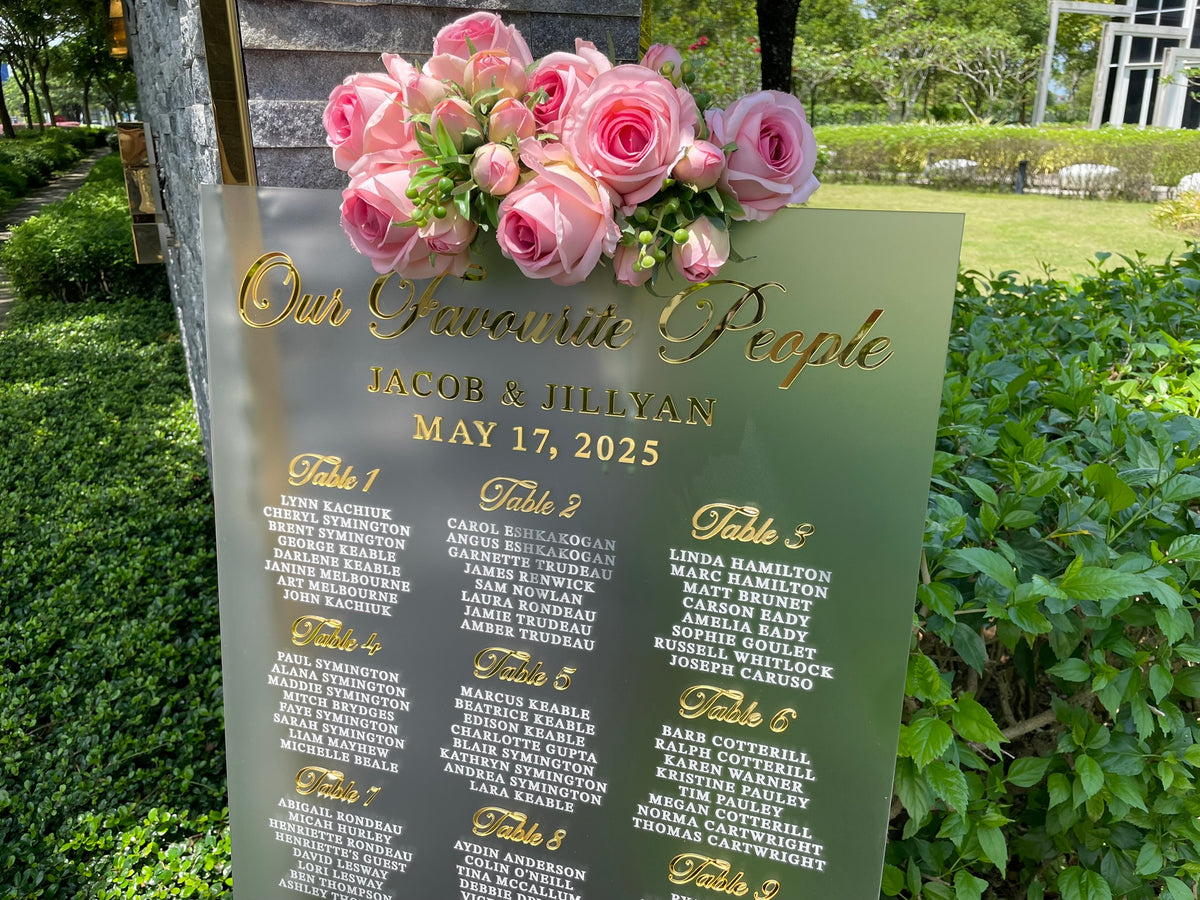 Our Favourite People
JACOB & JILLYAN
MAY 17, 2025
Table 1
LYNN KACHIUK
CHERYL SYMINGTON
BRENT SYMINGTON
GEORGE KEABLE
DARLENE KEABLE
JANINE MELBOURNE
ART MELBOURNE
JOHN KACHIUK
Table 2
CAROL ESHKAKOGAN
ANGUS ESHKAKOGAN
GARNETTE TRUDEAU
JAMES RENWICK
SAM NOWLAN
LAURA RONDEAU
JAMIE TRUDEAU
AMBER TRUDEAU
Table 3
LINDA HAMILTON
MARC HAMILTON
MATT BRUNET
CARSON EADY
AMELIA EADY
SOPHIE GOULET
RUSSELL WHITLOCK
JOSEPH CARUSO
Table 4
PAUL SYMINGTON
ALANA SYMINGTON
MADDIE SYMINGTON
MITCH BRYDGES
FAYE SYMINGTON
SARAH SYMINGTON
LIAM MAYHEW
MICHELLE BEALE
Table 5
MARCUS KEABLE
BEATRICE KEABLE
EDISON KEABLE
CHARLOTTE GUPTA
BLAIR SYMINGTON
KATHRYN SYMINGTON
ANDREA SYMINGTON
LARA KEABLE
Table 6
BARB COTTERILL
RALPH COTTERILL
KAREN WARNER
KRISTINE PAULEY
TIM PAULEY
MEGAN COTTERILL
NORMA CARTWRIGHT
THOMAS CARTWRIGHT
Table 7
ABIGAIL RONDEAU
MICAH HURLEY
HENRIETTE RONDEAU
HENRIETTE'S GUEST
DAVID LESWAY
LORI LESWAY
BEN THOMPSON
ASHLEY
Table 8
AYDIN ANDERSON
COLIN O'NEILL
TINA MCCALLUM
DEBBIE
Table 9